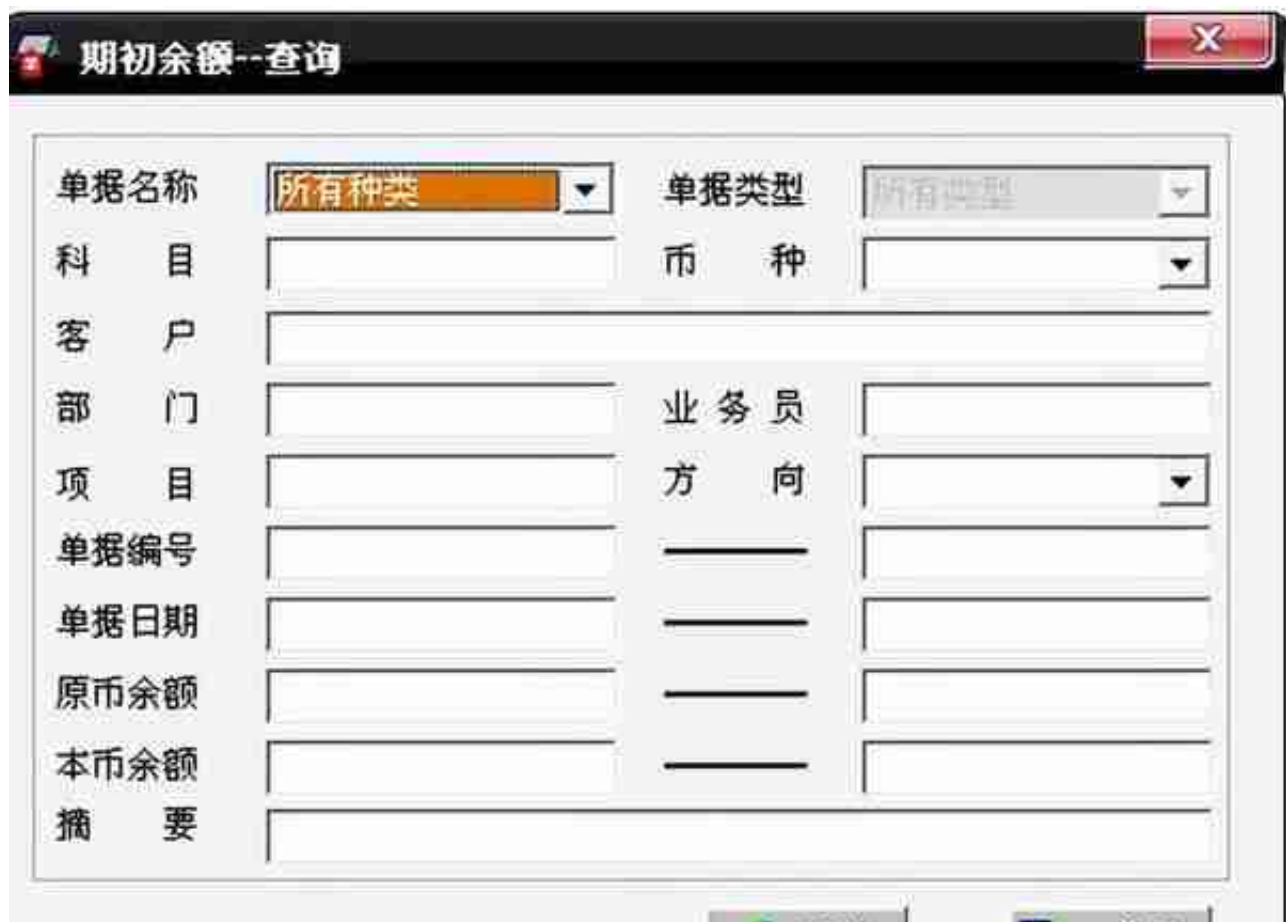 期初余额--查询
单据名称 所有种类 单据类型 所有类型
科 目 币 种
客 户
部 门 业 务 员
项 目 方 向
单据编号
单据日期
原币余额
本币余额
摘 要